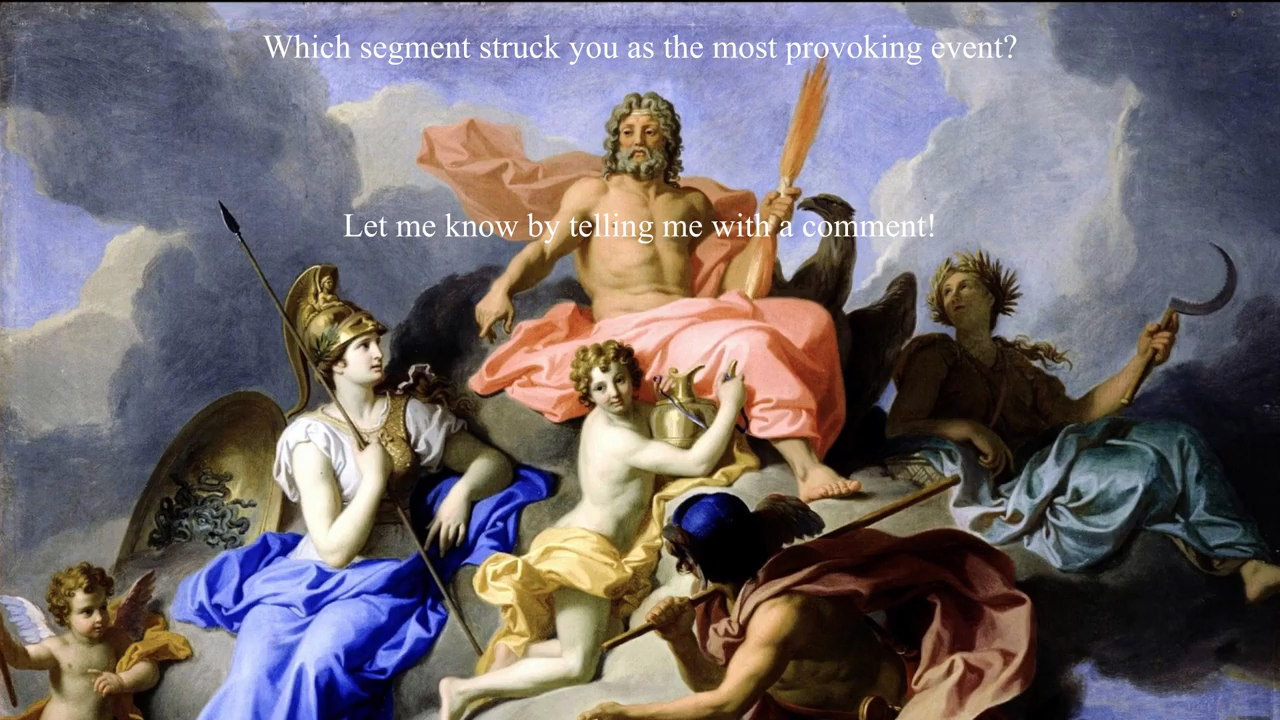 Which segment struck you as the most provoking event?
Let me know by telling me with a comment!